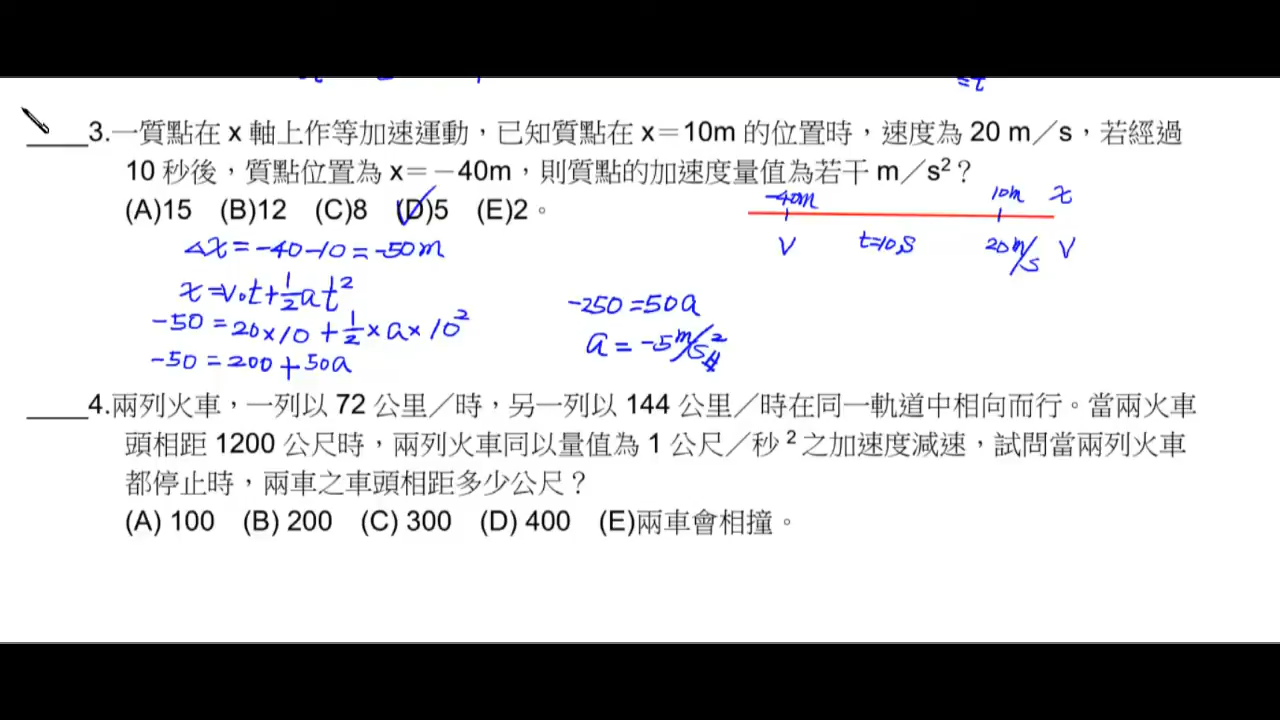 3.一質點在 x 軸上作等加速運動，已知質點在 x＝10m 的位置時，速度為 20 m／s，若經過
10 秒後，質點位置為 x＝－40m，則質點的加速度量值為若干 m／s²？
(A)15 (B)12 (C)8 (D)5 (E)2。
-40m 10m x
V t=10s 20m/s V
Δx = -40-10 = -50m
x = V₀t + ½at²
-50 = 20×10 + ½×a×10²
-50 = 200 + 50a
-250 = 50a
a = -5m/s²
4.兩列火車，一列以 72 公里／時，另一列以 144 公里／時在同一軌道中相向而行。當兩火車
頭相距 1200 公尺時，兩列火車同以量值為 1 公尺／秒² 之加速度減速，試問當兩列火車
都停止時，兩車之車頭相距多少公尺？
(A) 100 (B) 200 (C) 300 (D) 400 (E)兩車會相撞。